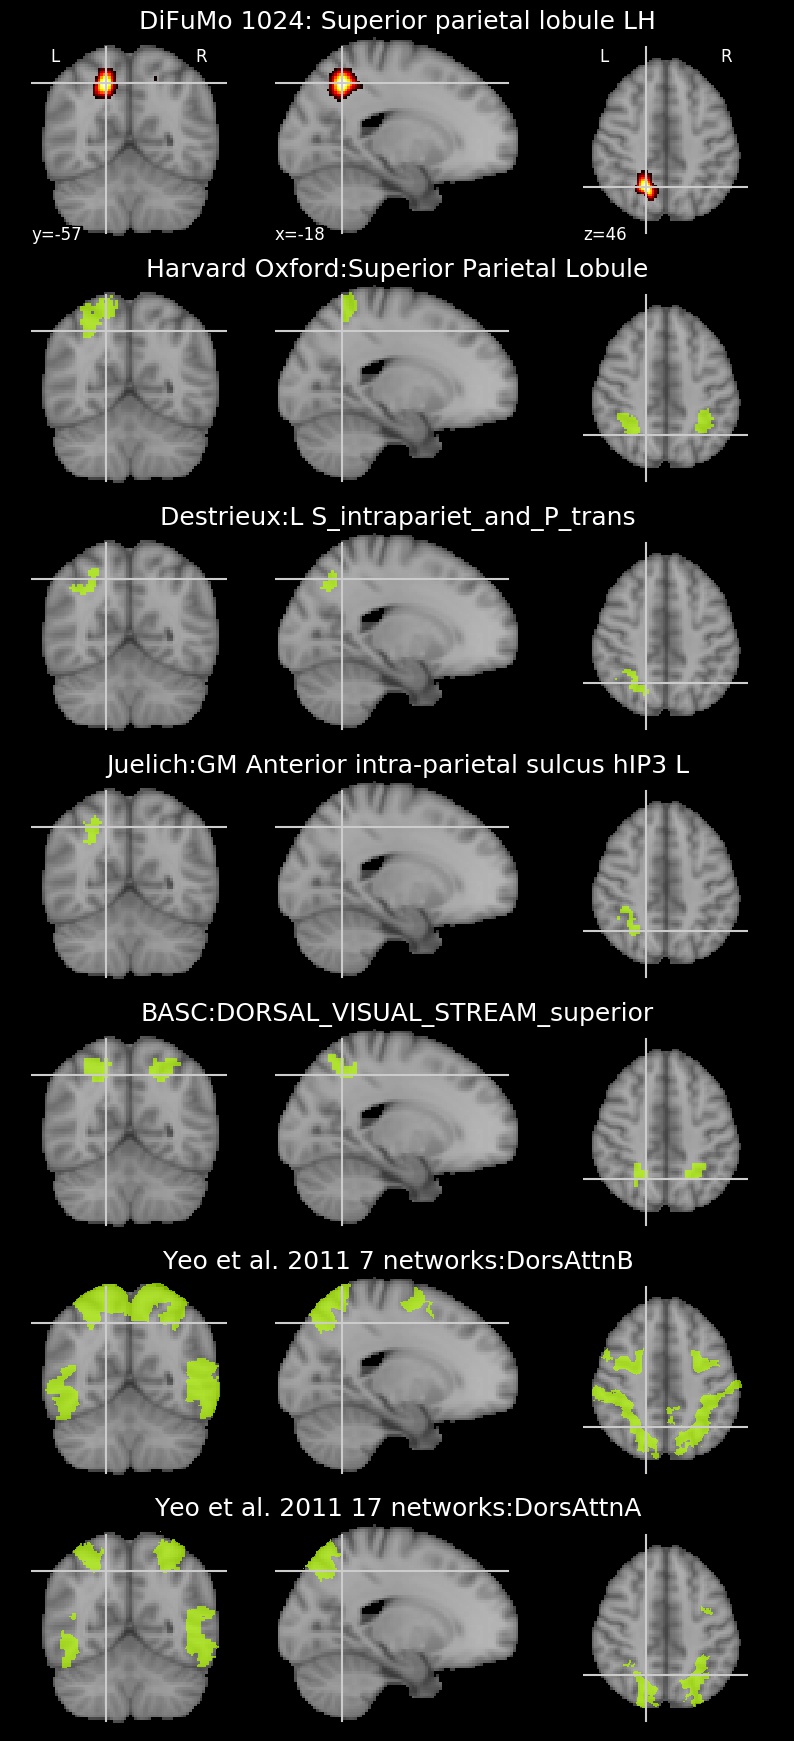 DiFuMo 1024: Superior parietal lobule LH
L R L R
y=-57 x=-18 z=46
Harvard Oxford:Superior Parietal Lobule
Destrieux:L S_intrapariet_and_P_trans
Juelich:GM Anterior intra-parietal sulcus hIP3 L
BASC:DORSAL_VISUAL_STREAM_superior
Yeo et al. 2011 7 networks:DorsAttnB
Yeo et al. 2011 17 networks:DorsAttnA